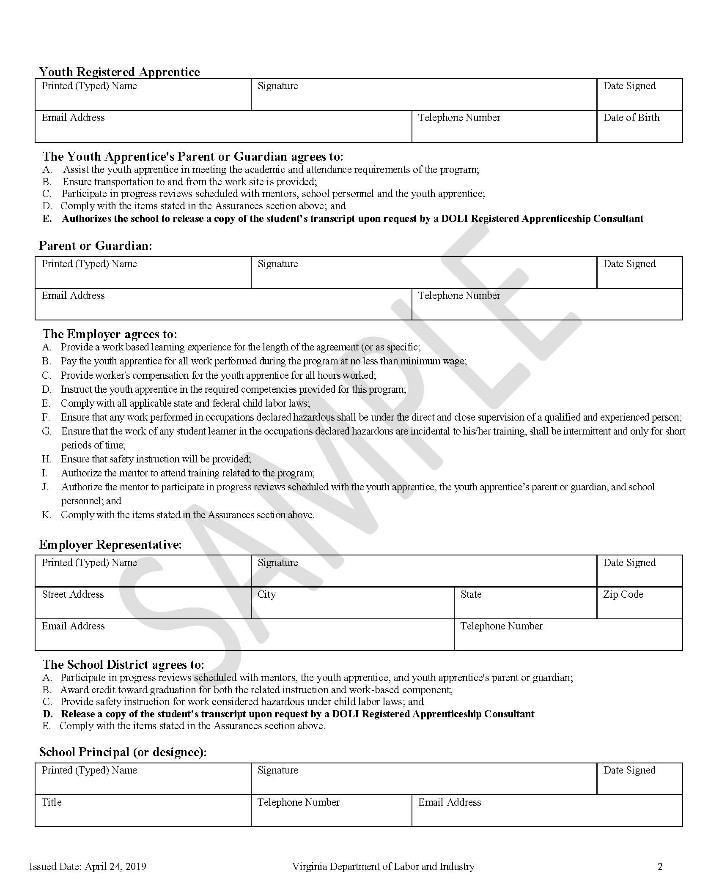 Youth Registered Apprentice
Printed (Typed) Name Signature Date Signed
Email Address Telephone Number Date of Birth
The Youth Apprentice's Parent or Guardian agrees to:
A. Assist the youth apprentice in meeting the academic and attendance requirements of the program;
B. Ensure transportation to and from the work site is provided;
C. Participate in progress reviews scheduled with mentors, school personnel and the youth apprentice;
D. Comply with the items stated in the Assurances section above; and
E. Authorizes the school to release a copy of the student's transcript upon request by a DOLI Registered Apprenticeship Consultant
Parent or Guardian:
Printed (Typed) Name Signature Date Signed
Email Address Telephone Number
The Employer agrees to:
A. Provide a work based learning experience for the length of the agreement (or as specific;
B. Pay the youth apprentice for all work performed during the program at no less than minimum wage;
C. Provide worker's compensation for the youth apprentice for all hours worked;
D. Instruct the youth apprentice in the required competencies provided for this program;
E. Comply with all applicable state and federal child labor laws;
F. Ensure that any work performed in occupations declared hazardous shall be under the direct and close supervision of a qualified and experienced person;
G. Ensure that the work of any student learner in the occupations declared hazardous are incidental to his/her training, shall be intermittent and only for short
periods of time;
H. Ensure that safety instruction will be provided;
I. Authorize the mentor to attend training related to the program;
J. Authorize the mentor to participate in progress reviews scheduled with the youth apprentice, the youth apprentice's parent or guardian, and school
personnel; and
K. Comply with the items stated in the Assurances section above.
SAMPLE
Employer Representative:
Printed (Typed) Name Signature Date Signed
Street Address City State Zip Code
Email Address Telephone Number
The School District agrees to:
A. Participate in progress reviews scheduled with mentors, the youth apprentice, and youth apprentice's parent or guardian;
B. Award credit toward graduation for both the related instruction and work-based component;
C. Provide safety instruction for work considered hazardous under child labor laws; and
D. Release a copy of the student's transcript upon request by a DOLI Registered Apprenticeship Consultant
E. Comply with the items stated in the Assurances section above.
School Principal (or designee):
Printed (Typed) Name Signature Date Signed
Title Telephone Number Email Address
Issued Date: April 24, 2019 Virginia Department of Labor and Industry 2